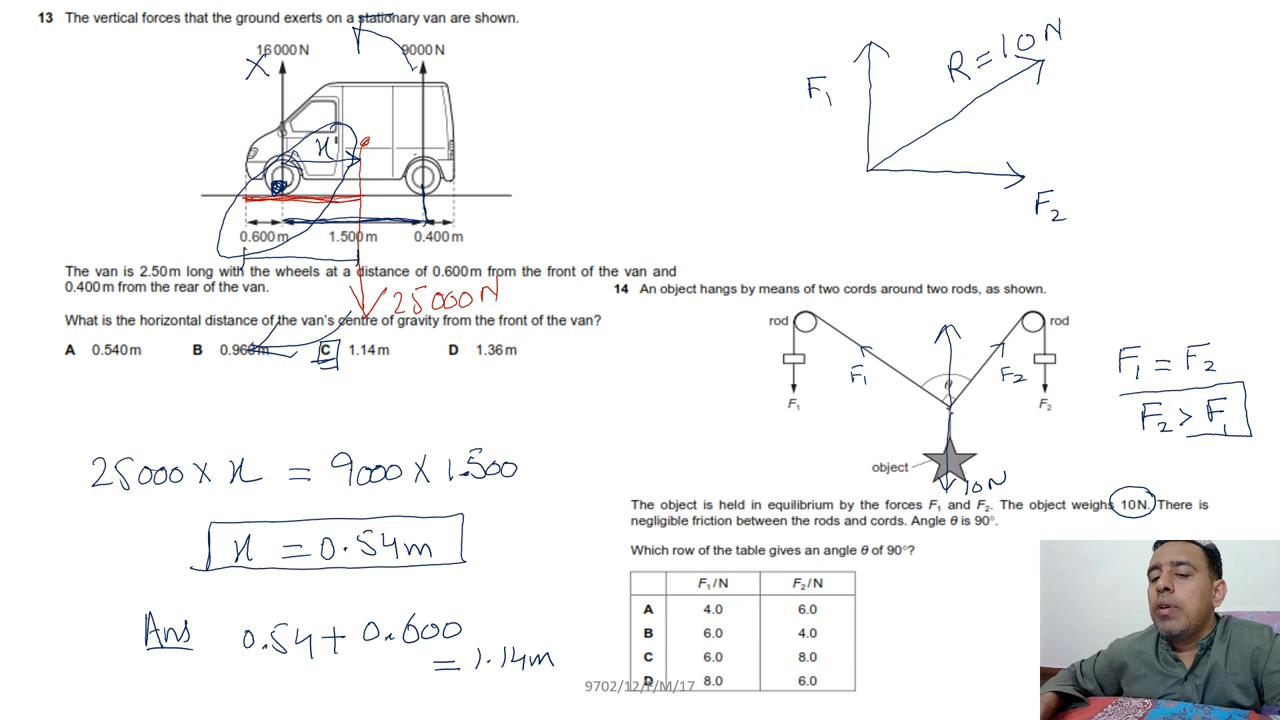 13 The vertical forces that the ground exerts on a stationary van are shown.
16 000 N
9000 N
x
0.600 m
1.500 m
0.400 m
The van is 2.50 m long with the wheels at a distance of 0.600 m from the front of the van and
0.400 m from the rear of the van.
25000N
What is the horizontal distance of the van's centre of gravity from the front of the van?
A 0.540 m B 0.960 m C 1.14 m D 1.36 m
25000 × x = 9000 × 1.500
x = 0.54m
Ans 0.54 + 0.600
= 1.14m
F1
R = 10N
F2
14 An object hangs by means of two cords around two rods, as shown.
rod
rod
F1
F2
θ
F1
F2
object
10N
F1 = F2
F2 > F1
The object is held in equilibrium by the forces F1 and F2. The object weighs 10 N. There is
negligible friction between the rods and cords. Angle θ is 90°.
Which row of the table gives an angle θ of 90°?
F1/N F2/N
A 4.0 6.0
B 6.0 4.0
C 6.0 8.0
D 8.0 6.0
9702/12/F/M/17